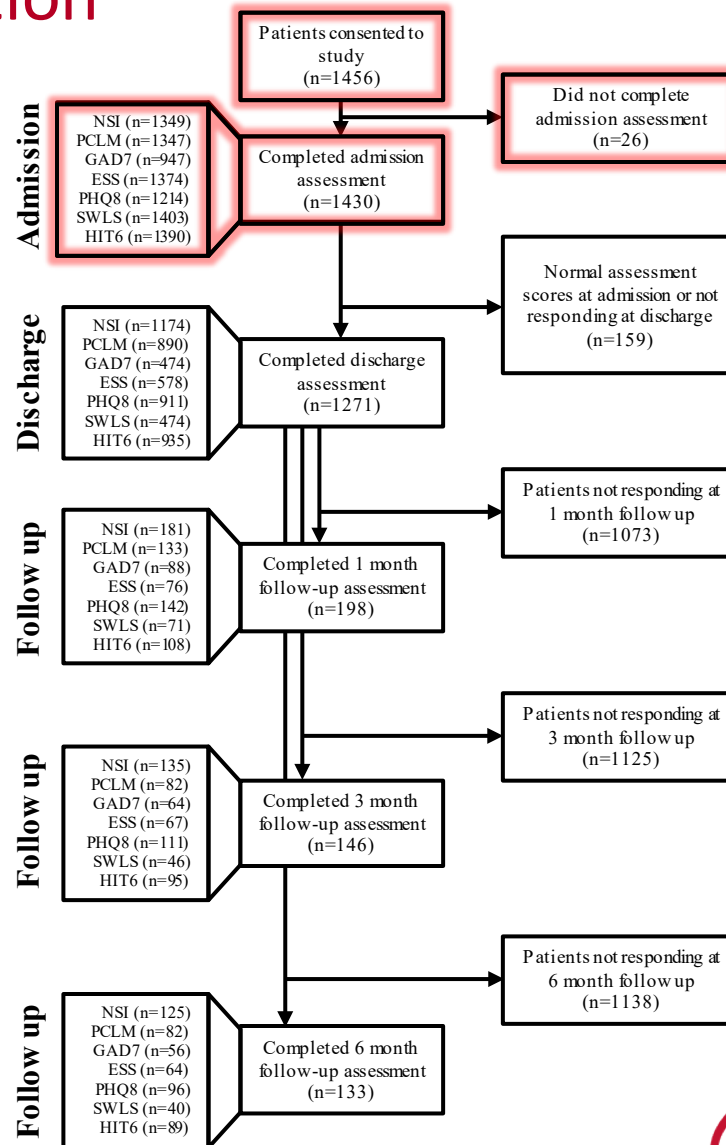 Patients consented to
study
(n=1456)
Did not complete
admission assessment
(n=26)
Admission
NSI (n=1349)
PCLM (n=1347)
GAD7 (n=947)
ESS (n=1374)
PHQ8 (n=1214)
SWLS (n=1403)
HIT6 (n=1390)
Completed admission
assessment
(n=1430)
Normal assessment
scores at admission or not
responding at discharge
(n=159)
Discharge
NSI (n=1174)
PCLM (n=890)
GAD7 (n=474)
ESS (n=578)
PHQ8 (n=911)
SWLS (n=474)
HIT6 (n=935)
Completed discharge
assessment
(n=1271)
Patients not responding at
1 month follow up
(n=1073)
Follow up
NSI (n=181)
PCLM (n=133)
GAD7 (n=88)
ESS (n=76)
PHQ8 (n=142)
SWLS (n=71)
HIT6 (n=108)
Completed 1 month
follow-up assessment
(n=198)
Patients not responding at
3 month follow up
(n=1125)
Follow up
NSI (n=135)
PCLM (n=82)
GAD7 (n=64)
ESS (n=67)
PHQ8 (n=111)
SWLS (n=46)
HIT6 (n=95)
Completed 3 month
follow-up assessment
(n=146)
Patients not responding at
6 month follow up
(n=1138)
Follow up
NSI (n=125)
PCLM (n=82)
GAD7 (n=56)
ESS (n=64)
PHQ8 (n=96)
SWLS (n=40)
HIT6 (n=89)
Completed 6 month
follow-up assessment
(n=133)